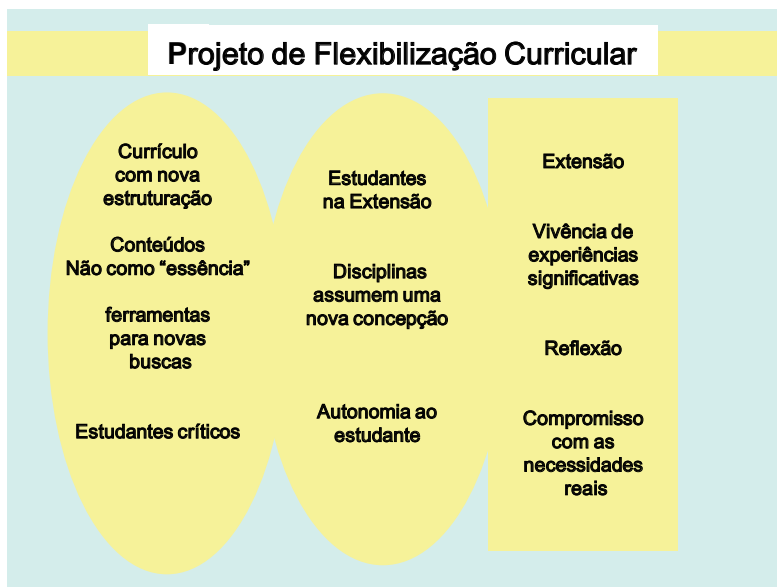 Projeto de Flexibilização Curricular
Currículo
com nova
estruturação
Conteúdos
Não como “essência”
ferramentas
para novas
buscas
Estudantes críticos
Estudantes
na Extensão
Disciplinas
assumem uma
nova concepção
Autonomia ao
estudante
Extensão
Vivência de
experiências
significativas
Reflexão
Compromisso
com as
necessidades
reais